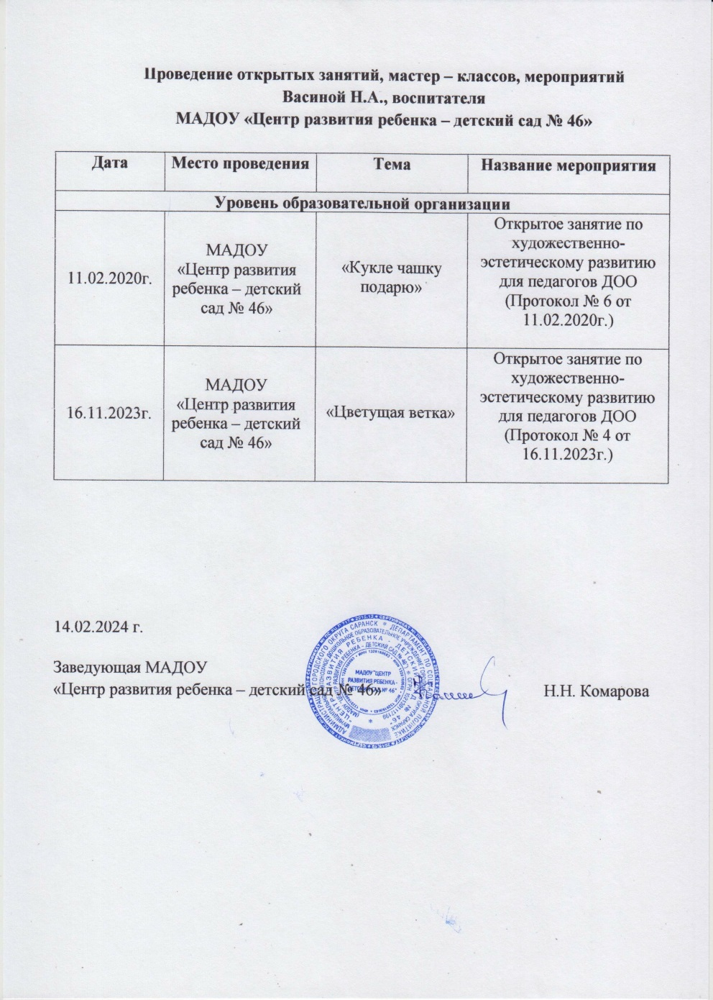 Проведение открытых занятий, мастер – классов, мероприятий
Васиной Н.А., воспитателя
МАДОУ «Центр развития ребенка – детский сад № 46»
Дата
Место проведения
Тема
Название мероприятия
Уровень образовательной организации
11.02.2020г.
МАДОУ
«Центр развития
ребенка – детский
сад № 46»
«Кукле чашку
подарю»
Открытое занятие по
художественно-
эстетическому развитию
для педагогов ДОО
(Протокол № 6 от
11.02.2020г.)
16.11.2023г.
МАДОУ
«Центр развития
ребенка – детский
сад № 46»
«Цветущая ветка»
Открытое занятие по
художественно-
эстетическому развитию
для педагогов ДОО
(Протокол № 4 от
16.11.2023г.)
14.02.2024 г.
Заведующая МАДОУ
«Центр развития ребенка – детский сад № 46»
Н.Н. Комарова
МАДОУ "ЦЕНТР
РАЗВИТИЯ РЕБЕНКА-
ДЕТСКИЙ САД № 46"